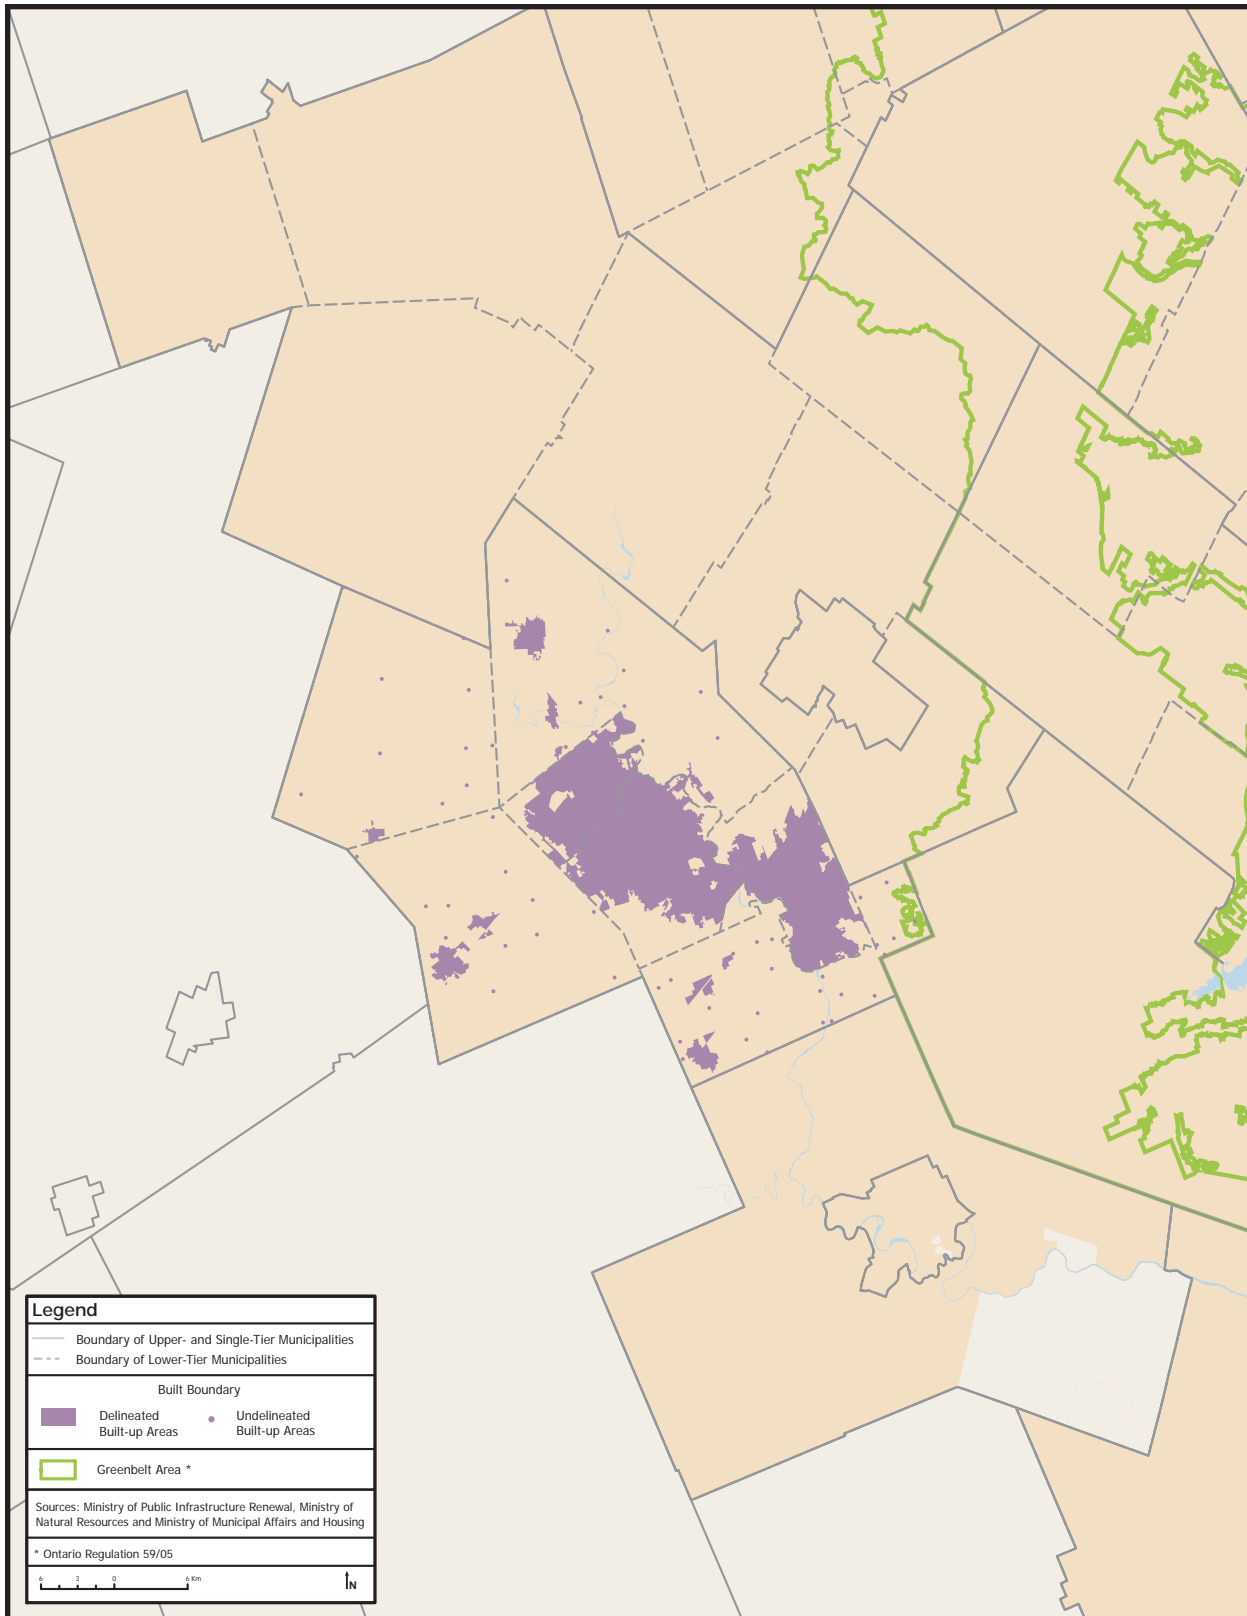 Legend
Boundary of Upper- and Single-Tier Municipalities
Boundary of Lower-Tier Municipalities
Built Boundary
Delineated
Built-up Areas
Undelineated
Built-up Areas
Greenbelt Area *
Sources: Ministry of Public Infrastructure Renewal, Ministry of
Natural Resources and Ministry of Municipal Affairs and Housing
* Ontario Regulation 59/05
6 3 0 6 Km
N